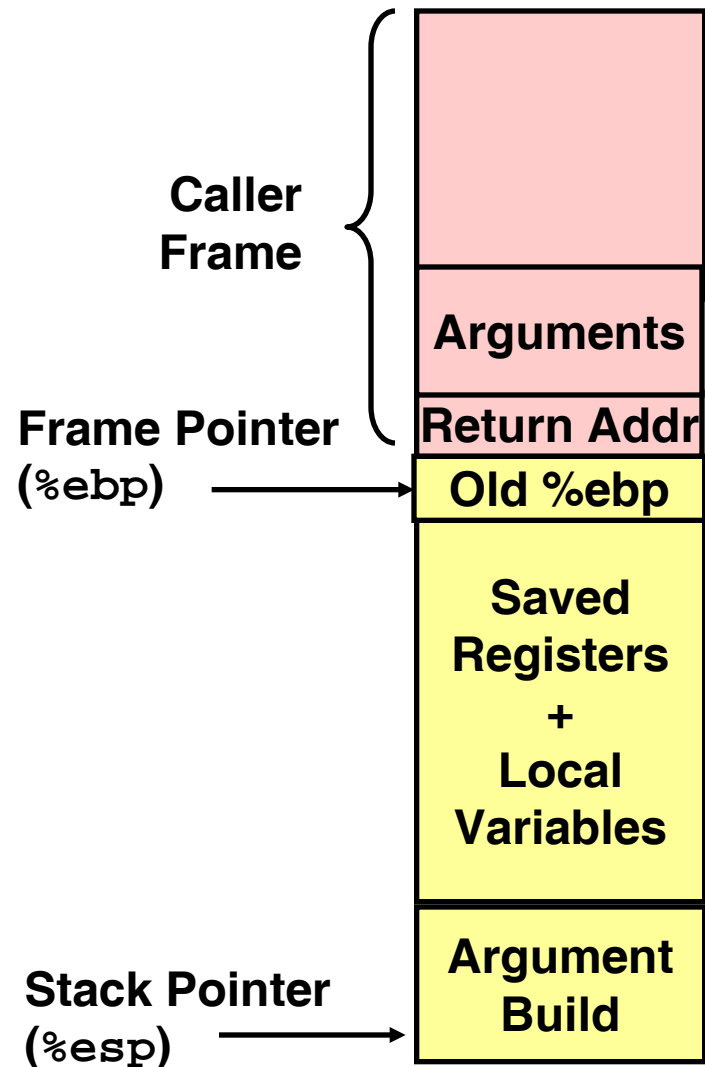 Caller
Frame
Arguments
Return Addr
Frame Pointer
(%ebp)
Old %ebp
Saved
Registers
+
Local
Variables
Argument
Build
Stack Pointer
(%esp)